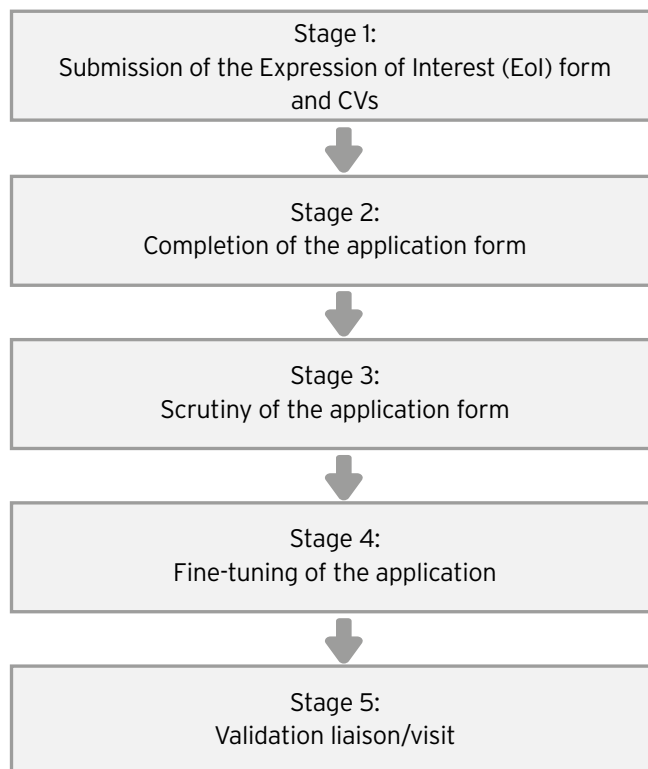 Stage 1:
Submission of the Expression of Interest (EoI) form
and CVs
Stage 2:
Completion of the application form
Stage 3:
Scrutiny of the application form
Stage 4:
Fine-tuning of the application
Stage 5:
Validation liaison/visit